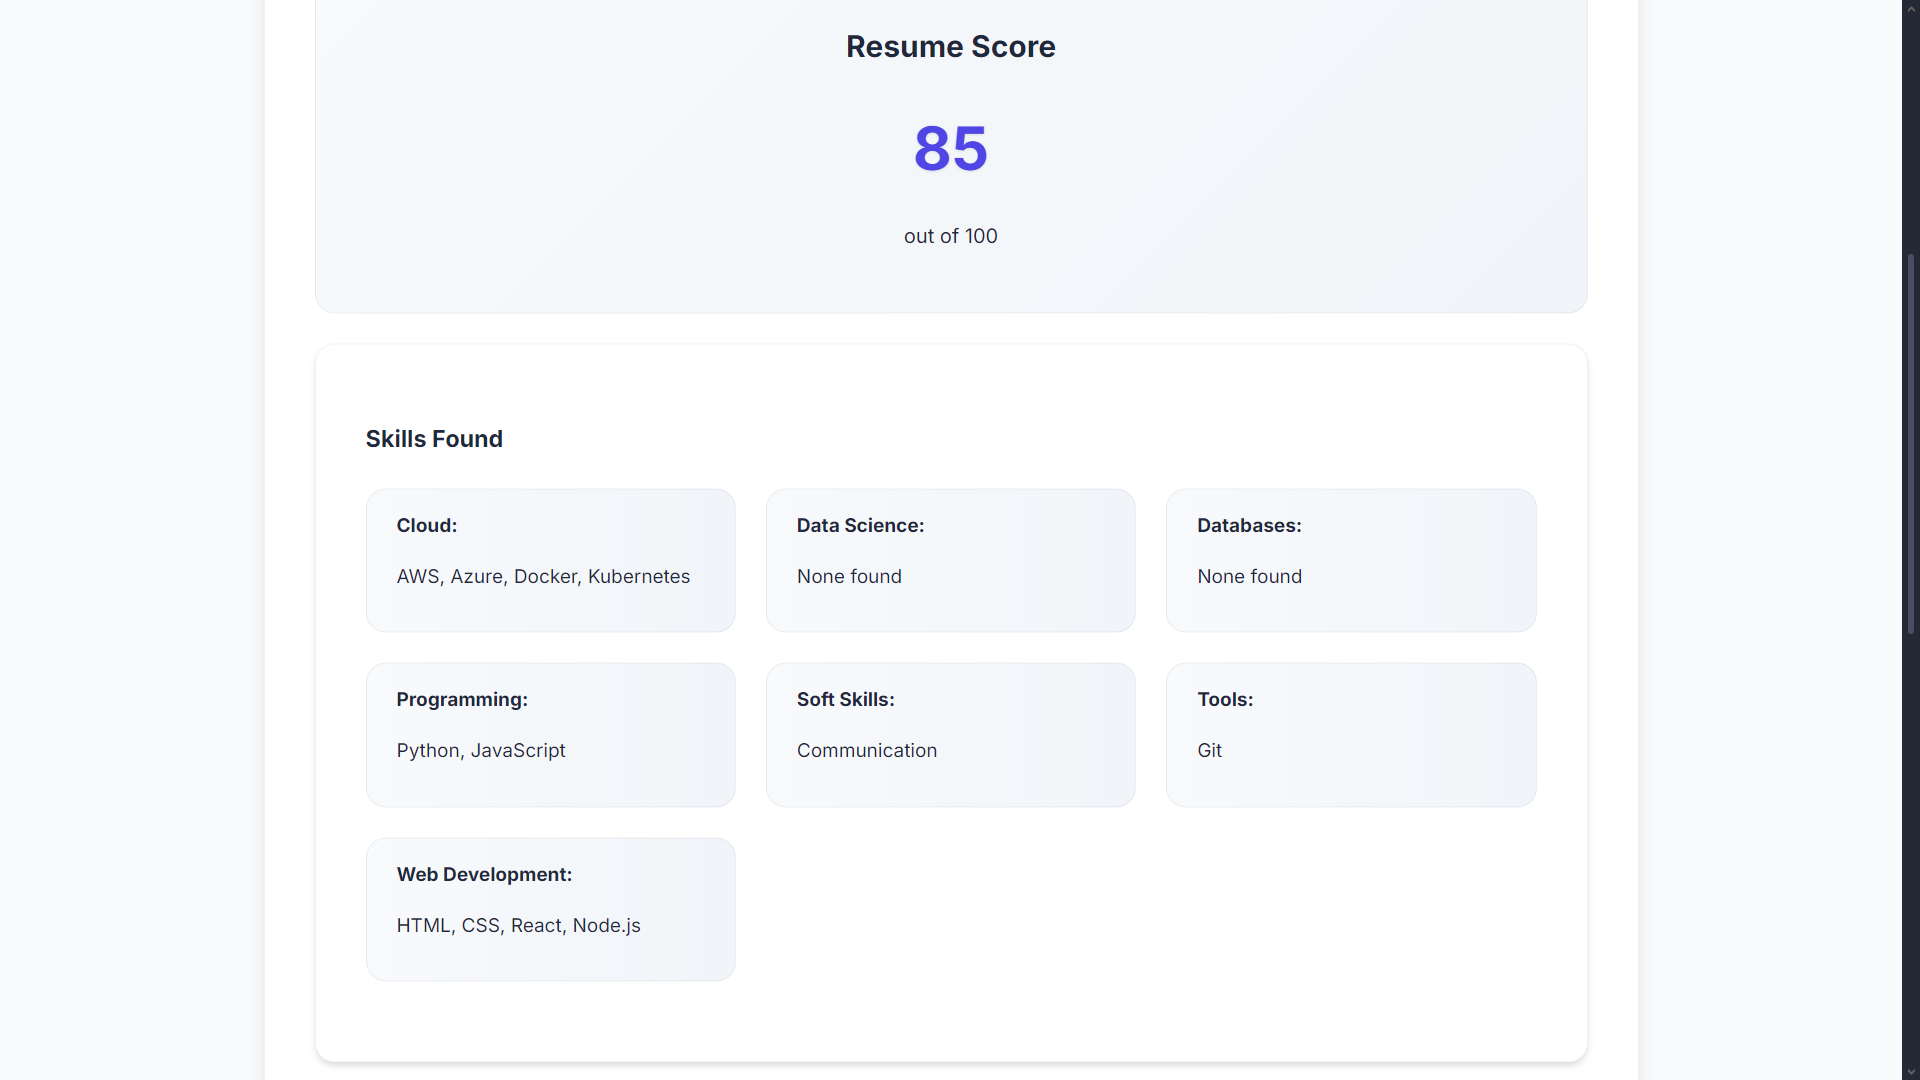 Resume Score
85
out of 100
Skills Found
Cloud:
AWS, Azure, Docker, Kubernetes
Data Science:
None found
Databases:
None found
Programming:
Python, JavaScript
Soft Skills:
Communication
Tools:
Git
Web Development:
HTML, CSS, React, Node.js